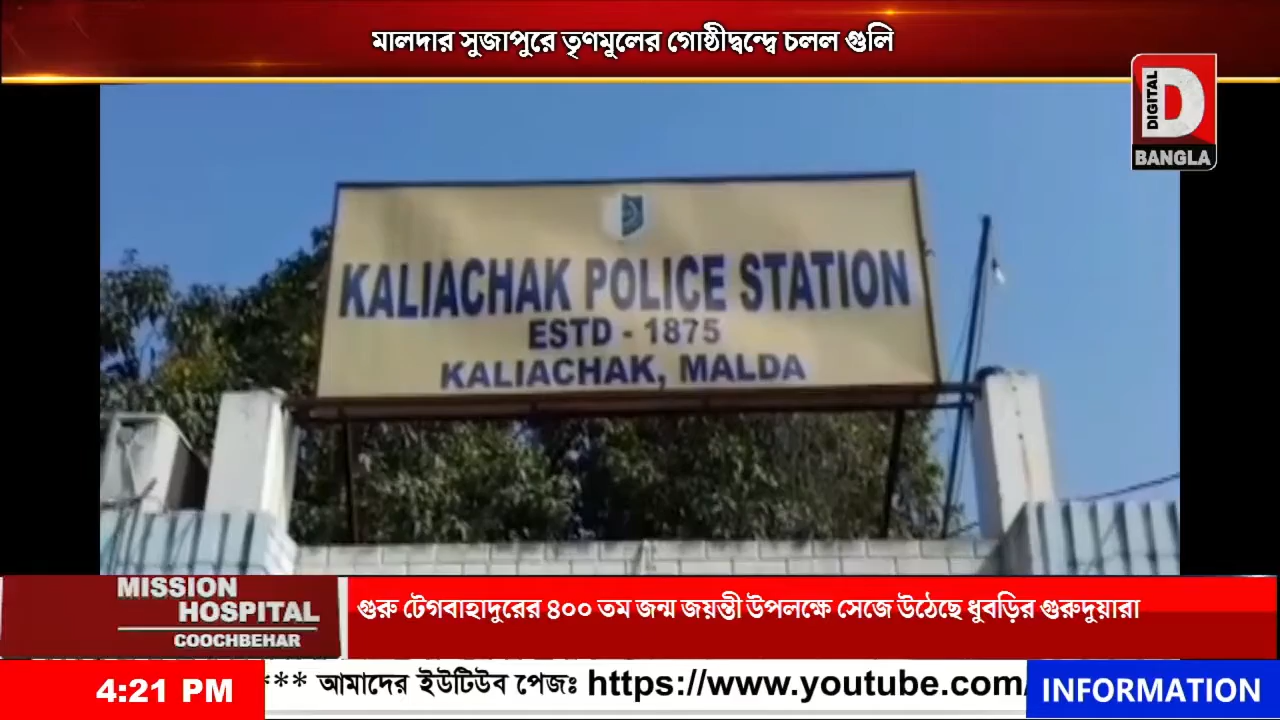 মালদার সুজাপুরে তৃণমূলের গোষ্ঠীদ্বন্দ্বে চলল গুলি
DIGITAL
D
BANGLA
KALIACHAK POLICE STATION
ESTD - 1875
KALIACHAK, MALDA
MISSION
HOSPITAL
COOCHBEHAR
গুরু টেগবাহাদুরের ৪০০ তম জন্ম জয়ন্তী উপলক্ষে সেজে উঠেছে ধুবড়ির গুরুদুয়ারা
4:21 PM
*** আমাদের ইউটিউব পেজঃ https://www.youtube.com/
INFORMATION